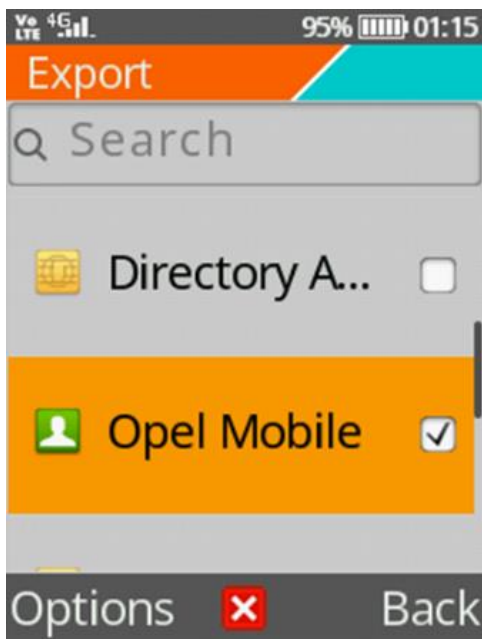 Vo LTE 4G 95% 01:15
Export
Search
Directory A...
Opel Mobile
Options Back